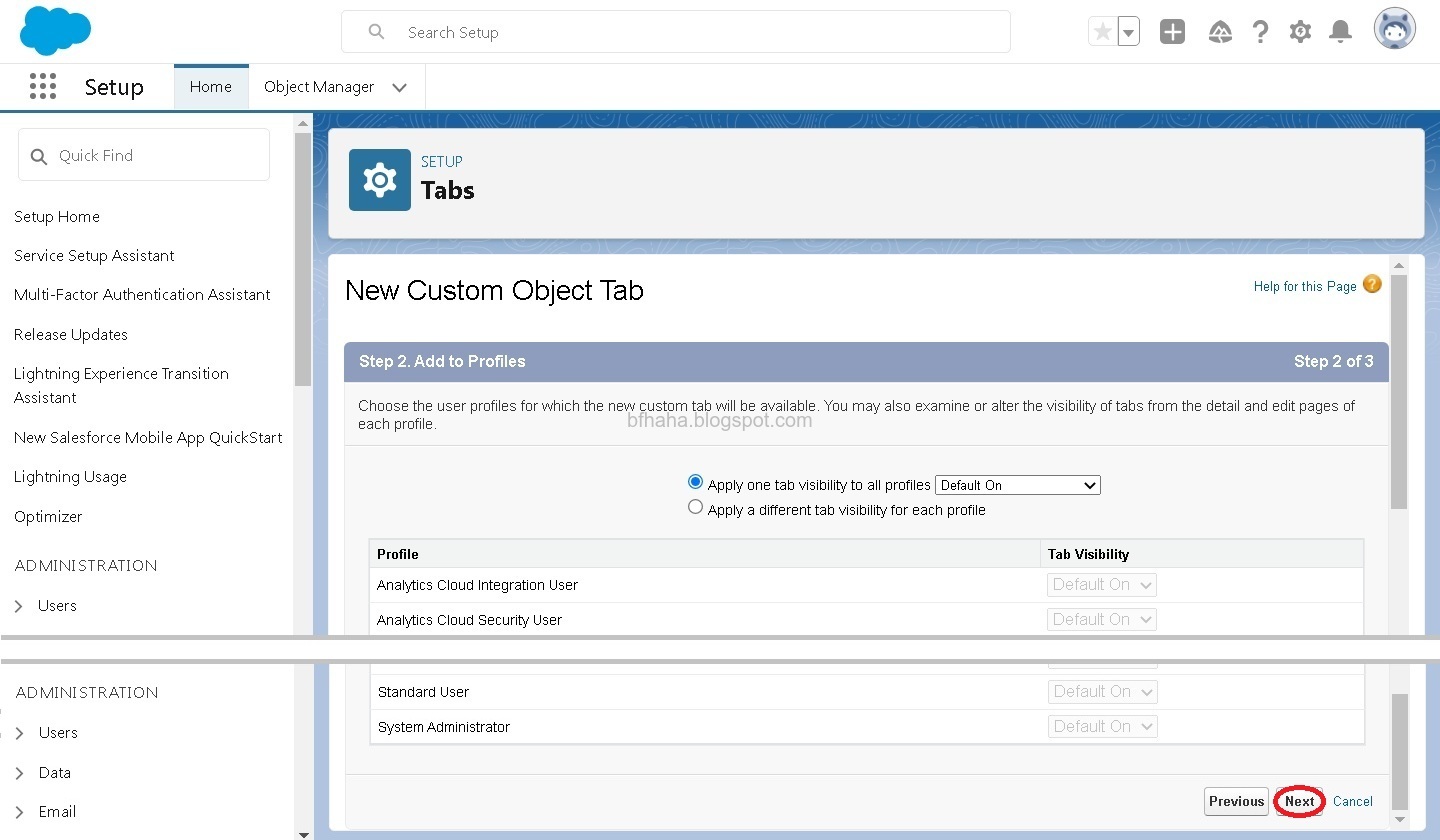 Search Setup
Setup
Home
Object Manager
Quick Find
Setup Home
Service Setup Assistant
Multi-Factor Authentication Assistant
Release Updates
Lightning Experience Transition
Assistant
New Salesforce Mobile App QuickStart
Lightning Usage
Optimizer
ADMINISTRATION
Users
SETUP
Tabs
New Custom Object Tab
Help for this Page ?
Step 2. Add to Profiles Step 2 of 3
Choose the user profiles for which the new custom tab will be available. You may also examine or alter the visibility of tabs from the detail and edit pages of
each profile.
bfhaha.blogspot.com
Apply one tab visibility to all profiles Default On
Apply a different tab visibility for each profile
Profile Tab Visibility
Analytics Cloud Integration User Default On
Analytics Cloud Security User Default On
ADMINISTRATION
Users
Data
Email
Standard User Default On
System Administrator Default On
Previous Next Cancel